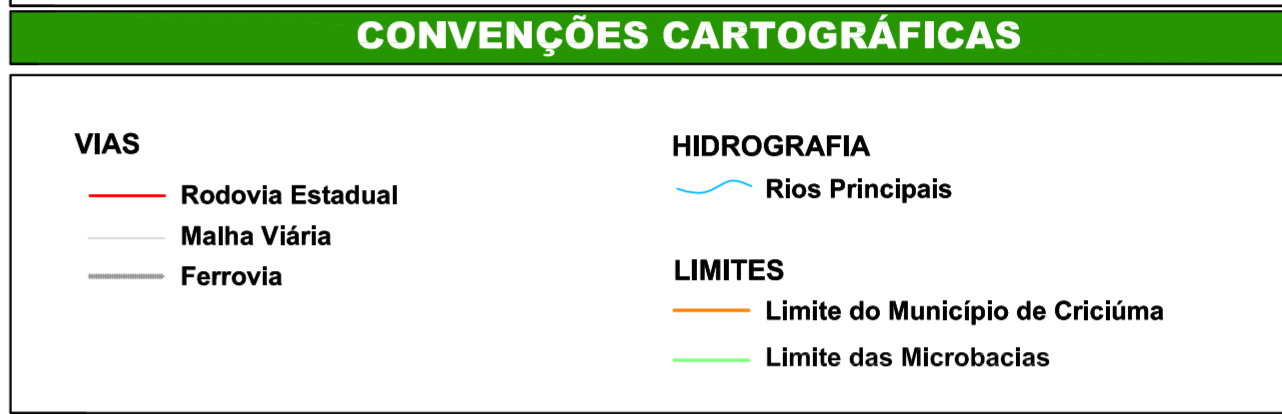 CONVENÇÕES CARTOGRÁFICAS
VIAS
Rodovia Estadual
Malha Viária
Ferrovia
HIDROGRAFIA
Rios Principais
LIMITES
Limite do Município de Criciúma
Limite das Microbacias